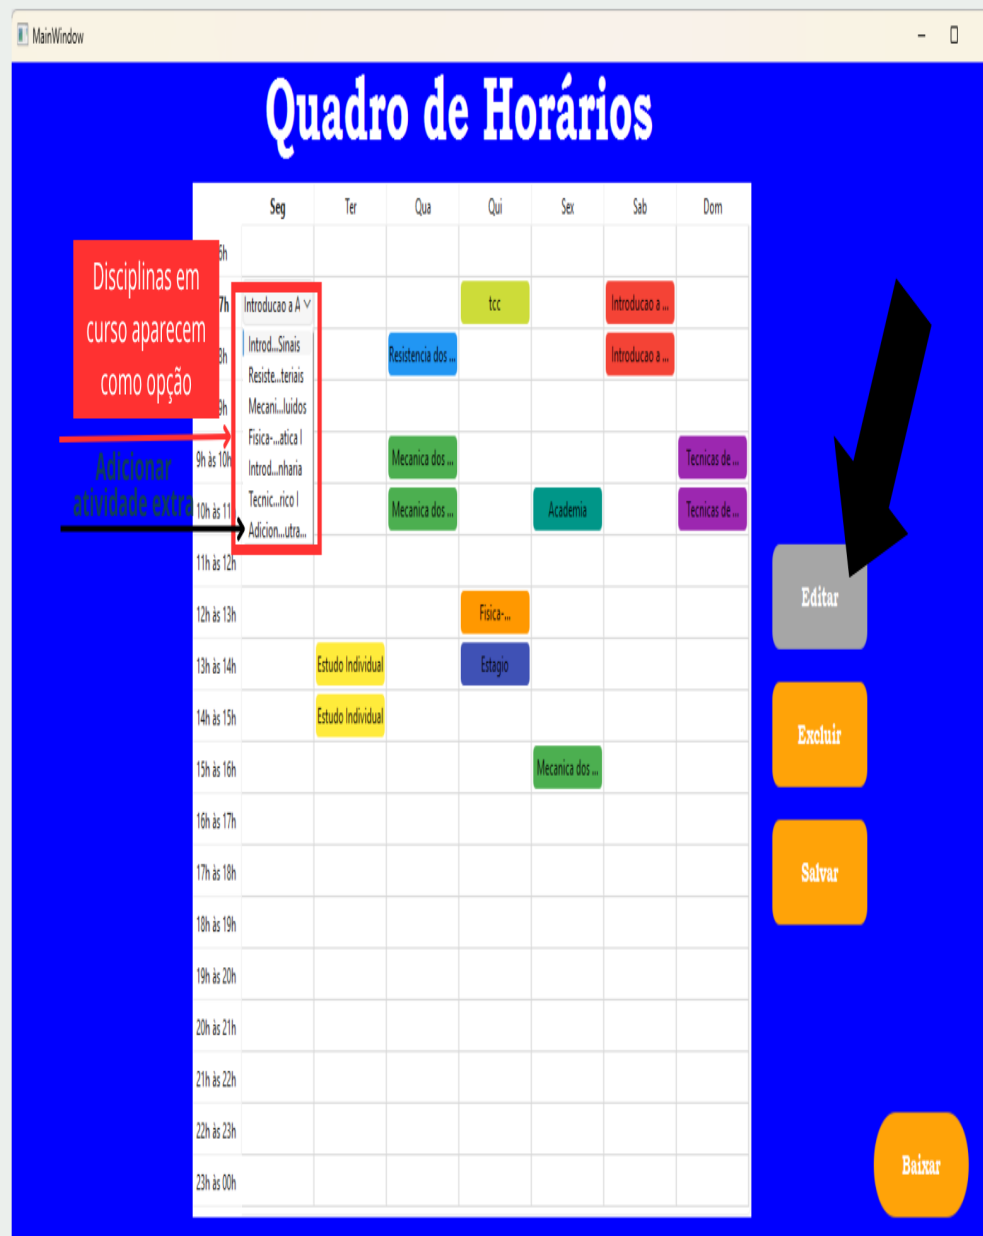 MainWindow
Quadro de Horários
Seg Ter Qua Qui Sex Sab Dom
Disciplinas em
curso aparecem
como opção
7h Introducao a A tcc Introducao a ...
Introd...Sinais Resistencia dos ... Introducao a ...
Resiste...teriais
Mecani...luidos
Fisica-...atica I
9h às 10h Introd...nharia Mecanica dos ... Tecnicas de ...
Adicionar
atividade extra
Tecnic...rico I
10h às 11 Adicion...utra... Mecanica dos ... Academia Tecnicas de ...
11h às 12h
12h às 13h Fisica-...
13h às 14h Estudo Individual Estagio
14h às 15h Estudo Individual
15h às 16h Mecanica dos ...
16h às 17h
17h às 18h
18h às 19h
19h às 20h
20h às 21h
21h às 22h
22h às 23h
23h às 00h
Editar
Excluir
Salvar
Baixar